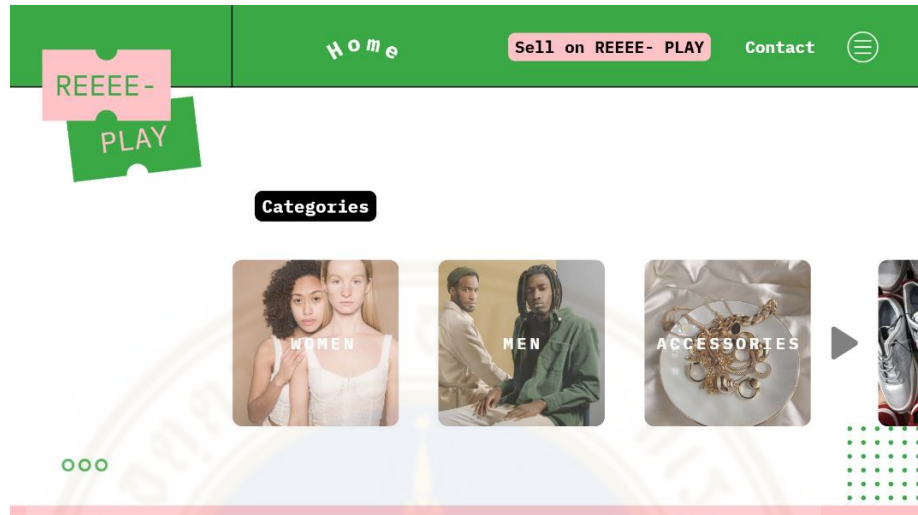 Home
Sell on REEEE- PLAY
Contact
REEEE-
PLAY
Categories
WOMEN
MEN
ACCESSORIES